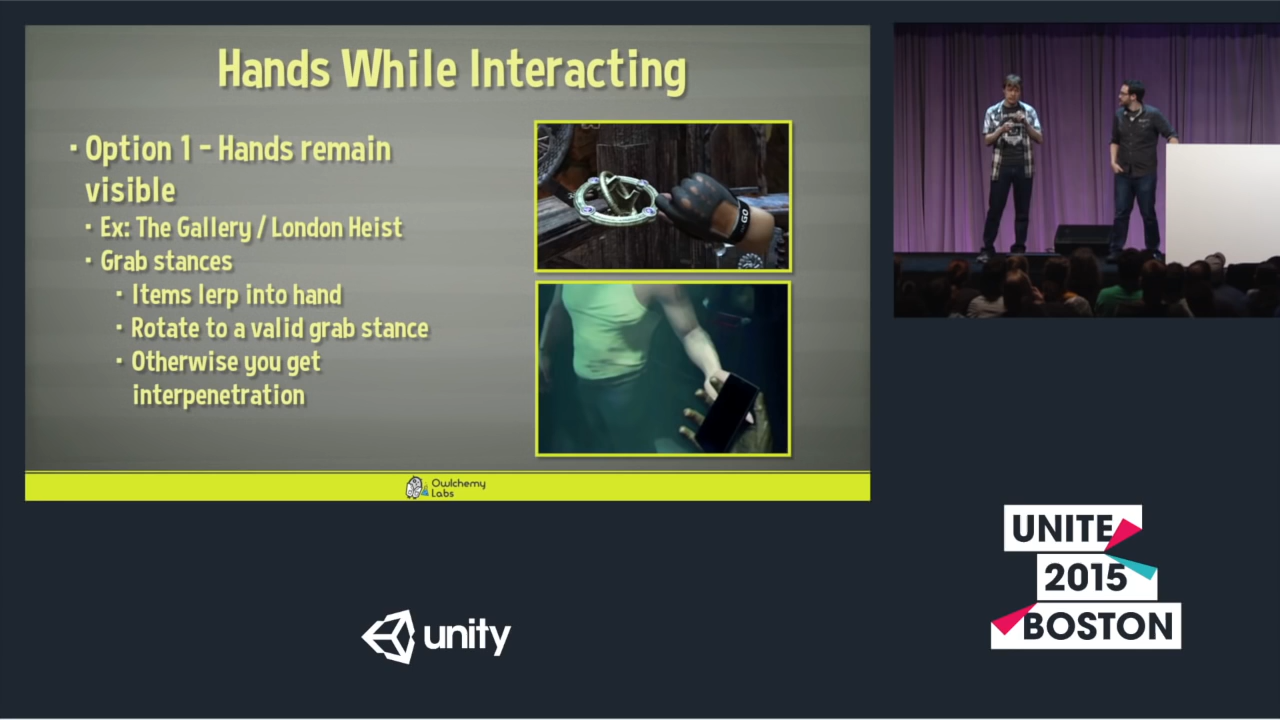 Hands While Interacting
▪ Option 1 - Hands remain
visible
▪ Ex: The Gallery / London Heist
▪ Grab stances
▪ Items lerp into hand
▪ Rotate to a valid grab stance
▪ Otherwise you get
interpenetration
GO
Owlchemy
Labs
unity
UNITE
2015
BOSTON